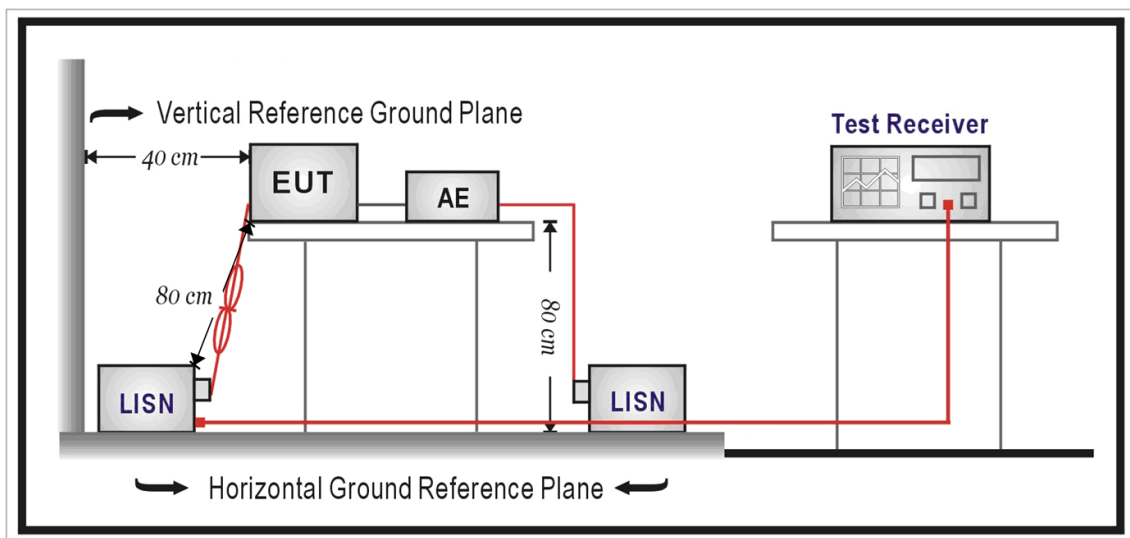 Vertical Reference Ground Plane
Test Receiver
40 cm
EUT
AE
80 cm
80 cm
LISN
LISN
Horizontal Ground Reference Plane